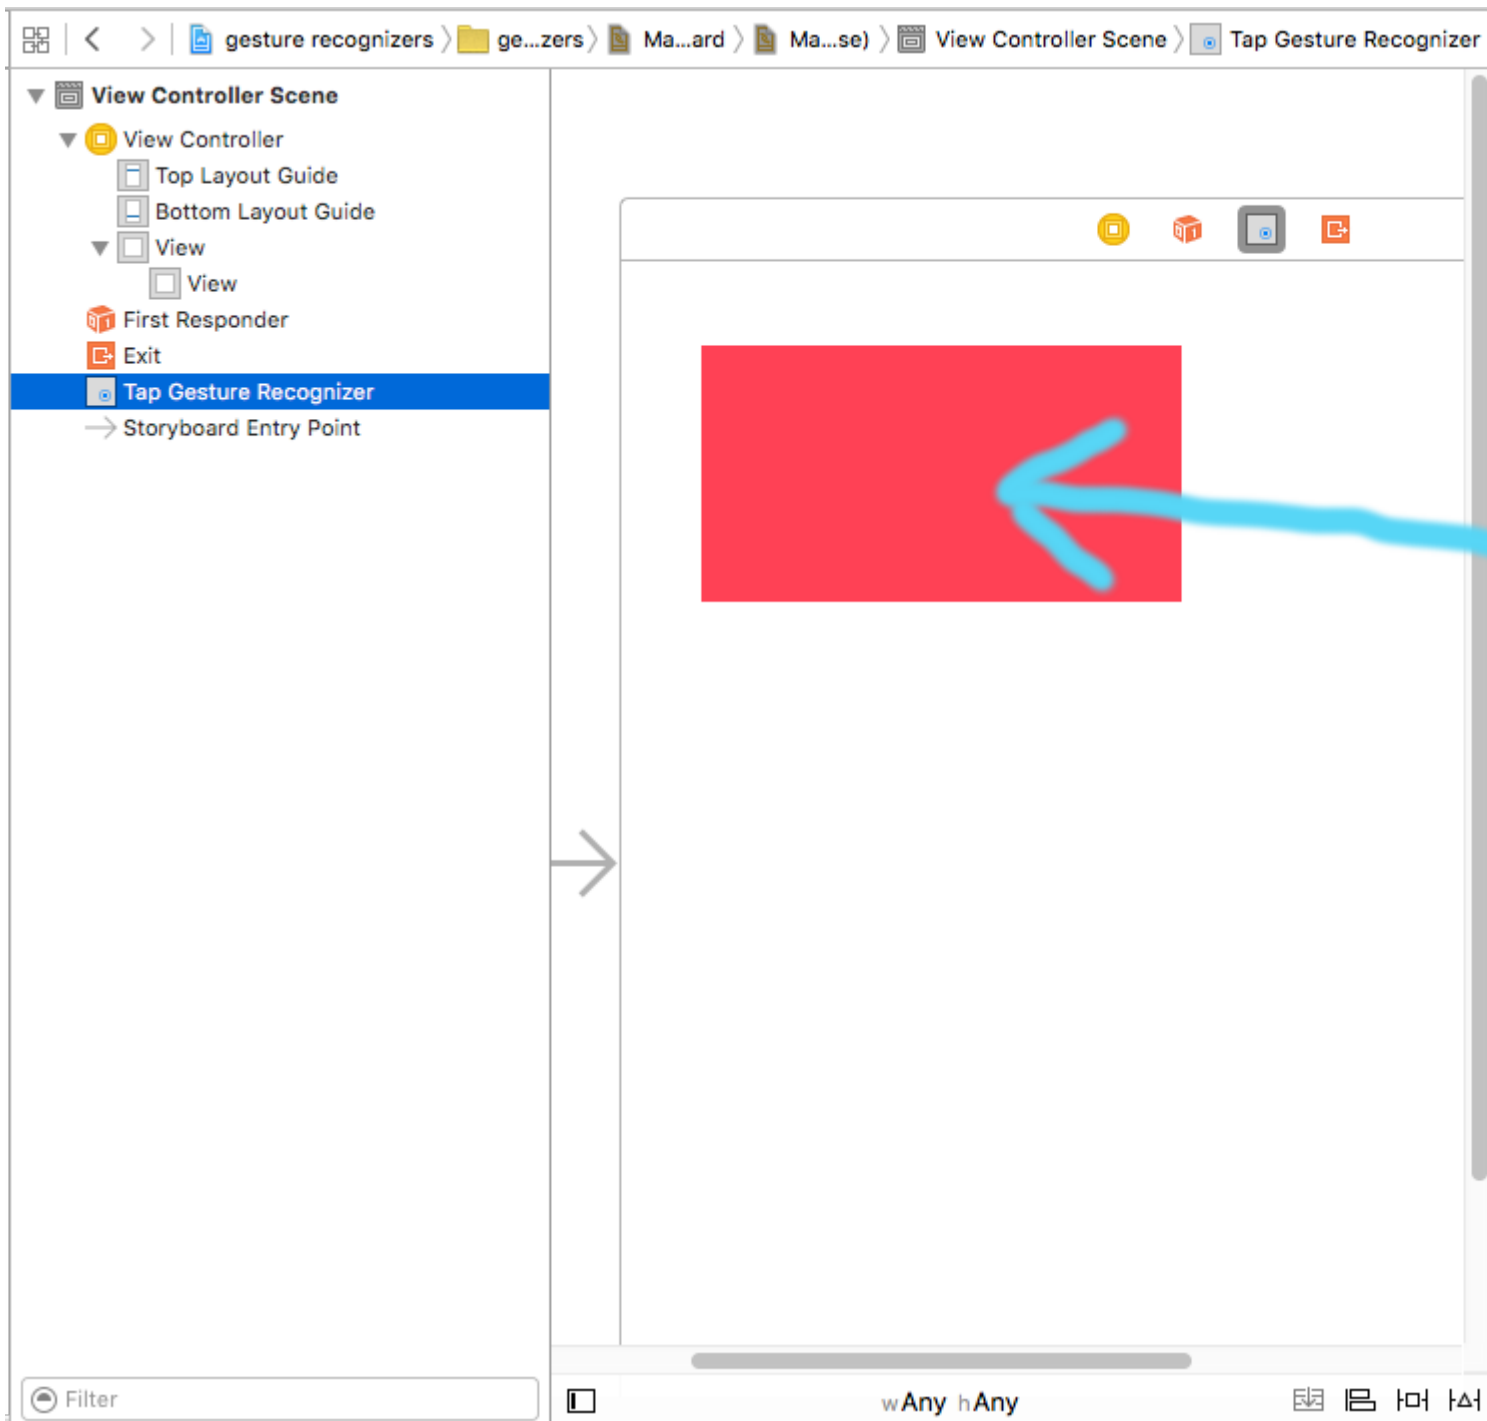 gesture recognizers ge...zers Ma...ard Ma...se) View Controller Scene Tap Gesture Recognizer
View Controller Scene
View Controller
Top Layout Guide
Bottom Layout Guide
View
View
First Responder
Exit
Tap Gesture Recognizer
Storyboard Entry Point
Filter
wAny hAny